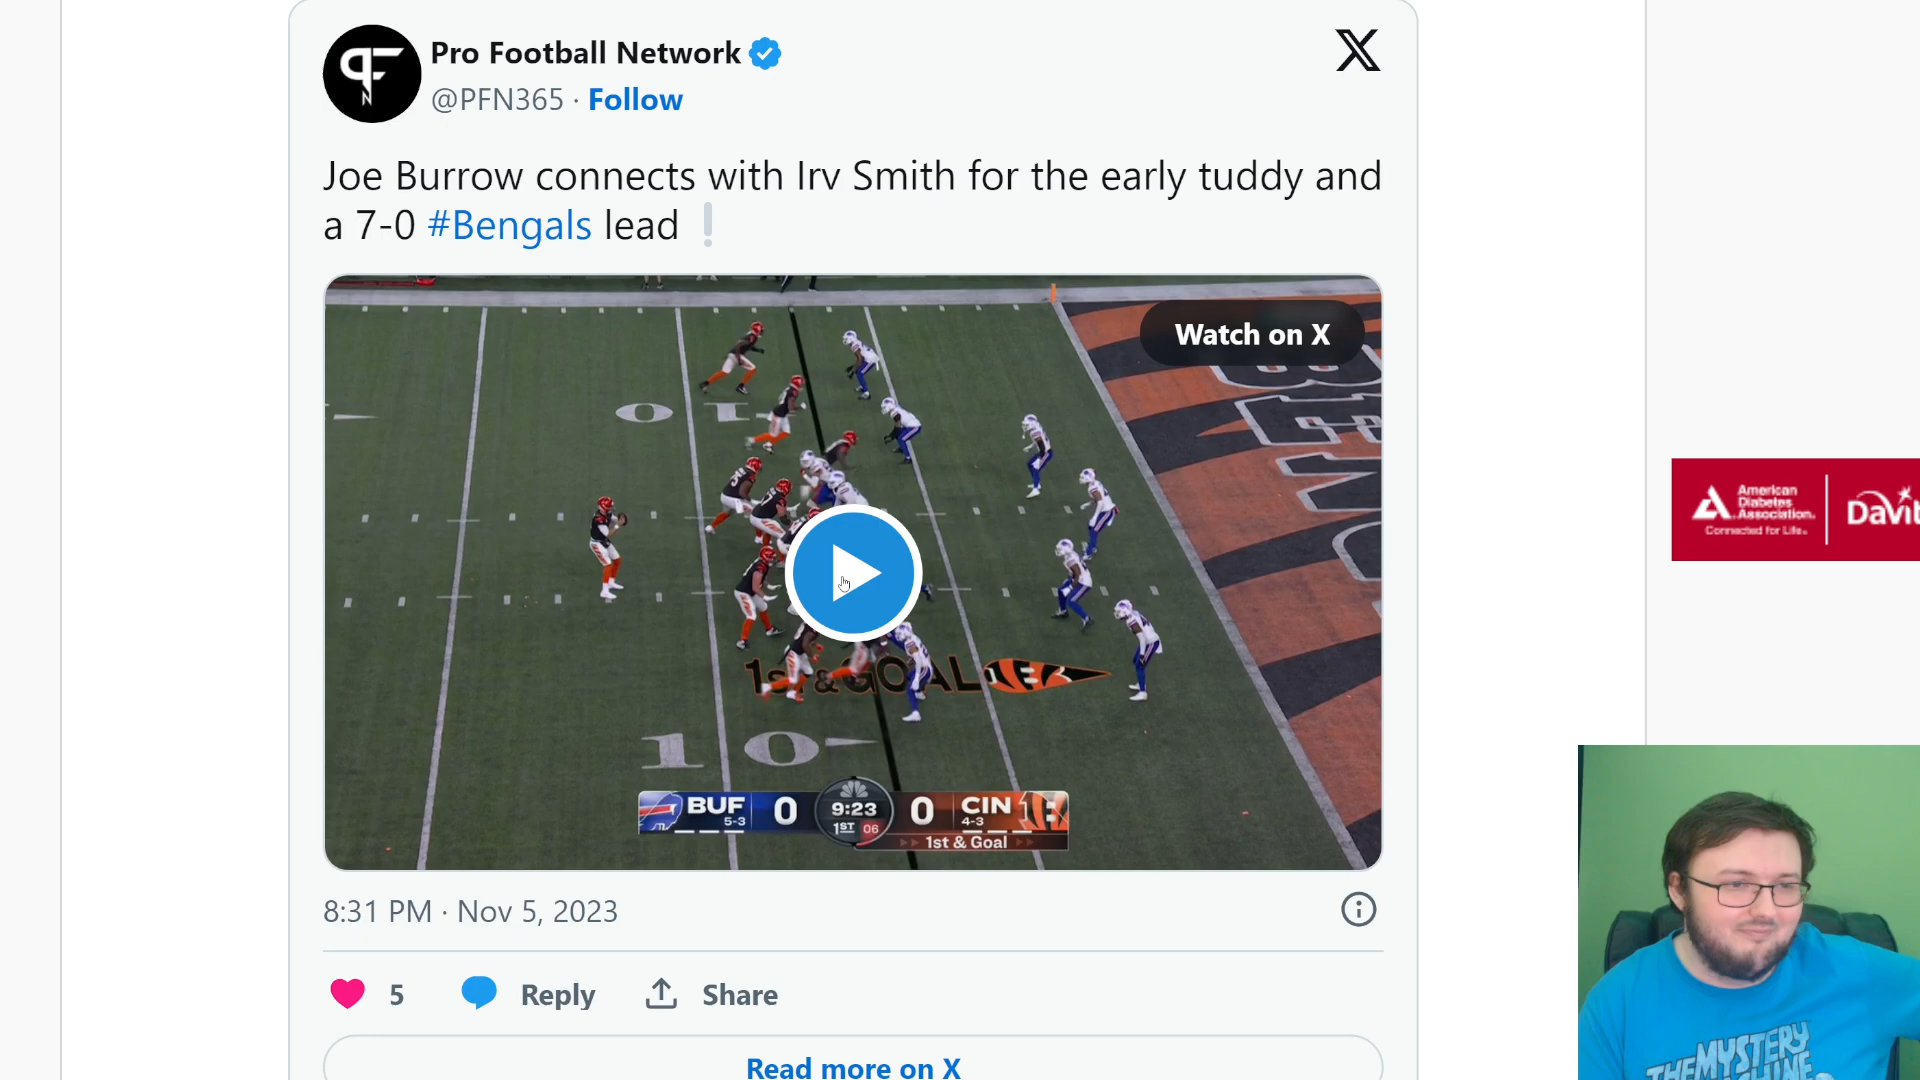 Pro Football Network
@PFN365 · Follow
Joe Burrow connects with Irv Smith for the early tuddy and
a 7-0 #Bengals lead ❕
Watch on X
1st & GOAL
BUF 5-3 0 9:23 1ST 06 0 CIN 4-3
1st & Goal
8:31 PM · Nov 5, 2023
5 Reply Share
Read more on X
American
Diabetes
Association.
Connected for Life.
THE MYSTERY